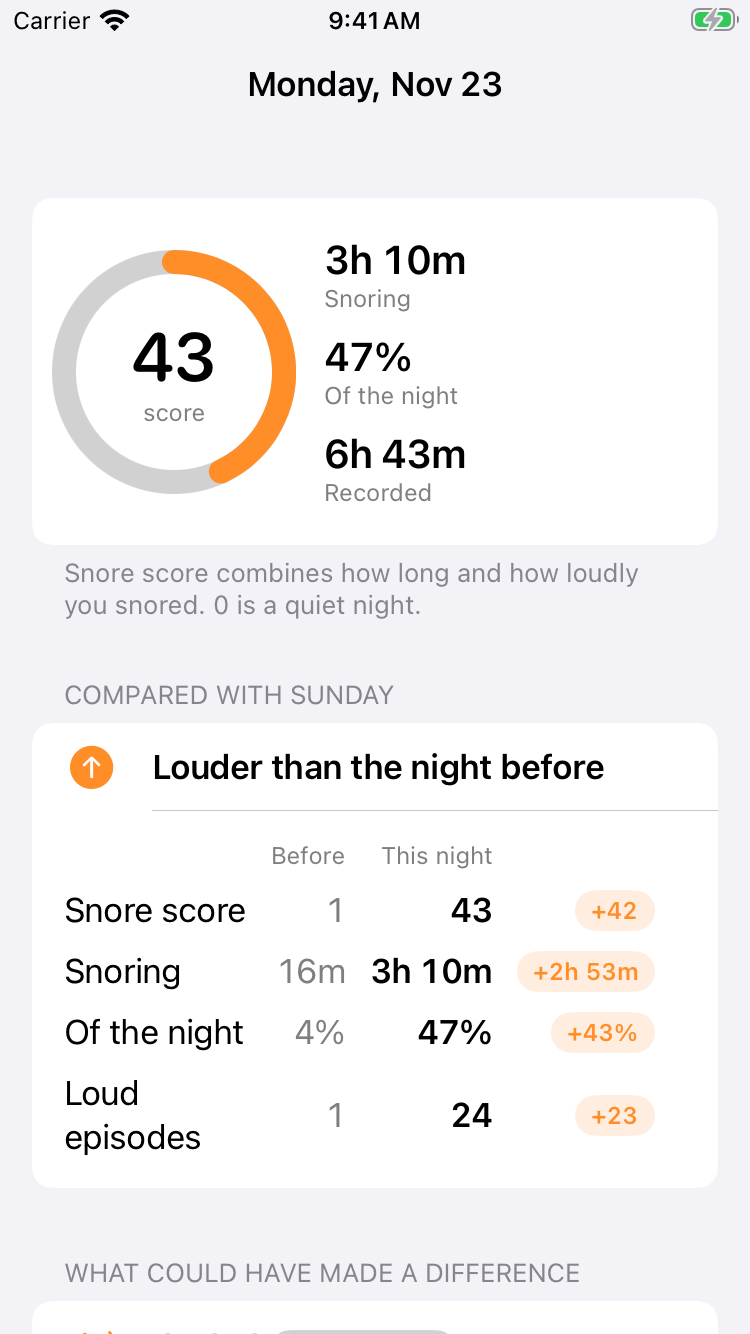 Carrier 9:41 AM
Monday, Nov 23
43
score
3h 10m
Snoring
47%
Of the night
6h 43m
Recorded
Snore score combines how long and how loudly
you snored. 0 is a quiet night.
COMPARED WITH SUNDAY
Louder than the night before
Before This night
Snore score 1 43 +42
Snoring 16m 3h 10m +2h 53m
Of the night 4% 47% +43%
Loud
episodes 1 24 +23
WHAT COULD HAVE MADE A DIFFERENCE